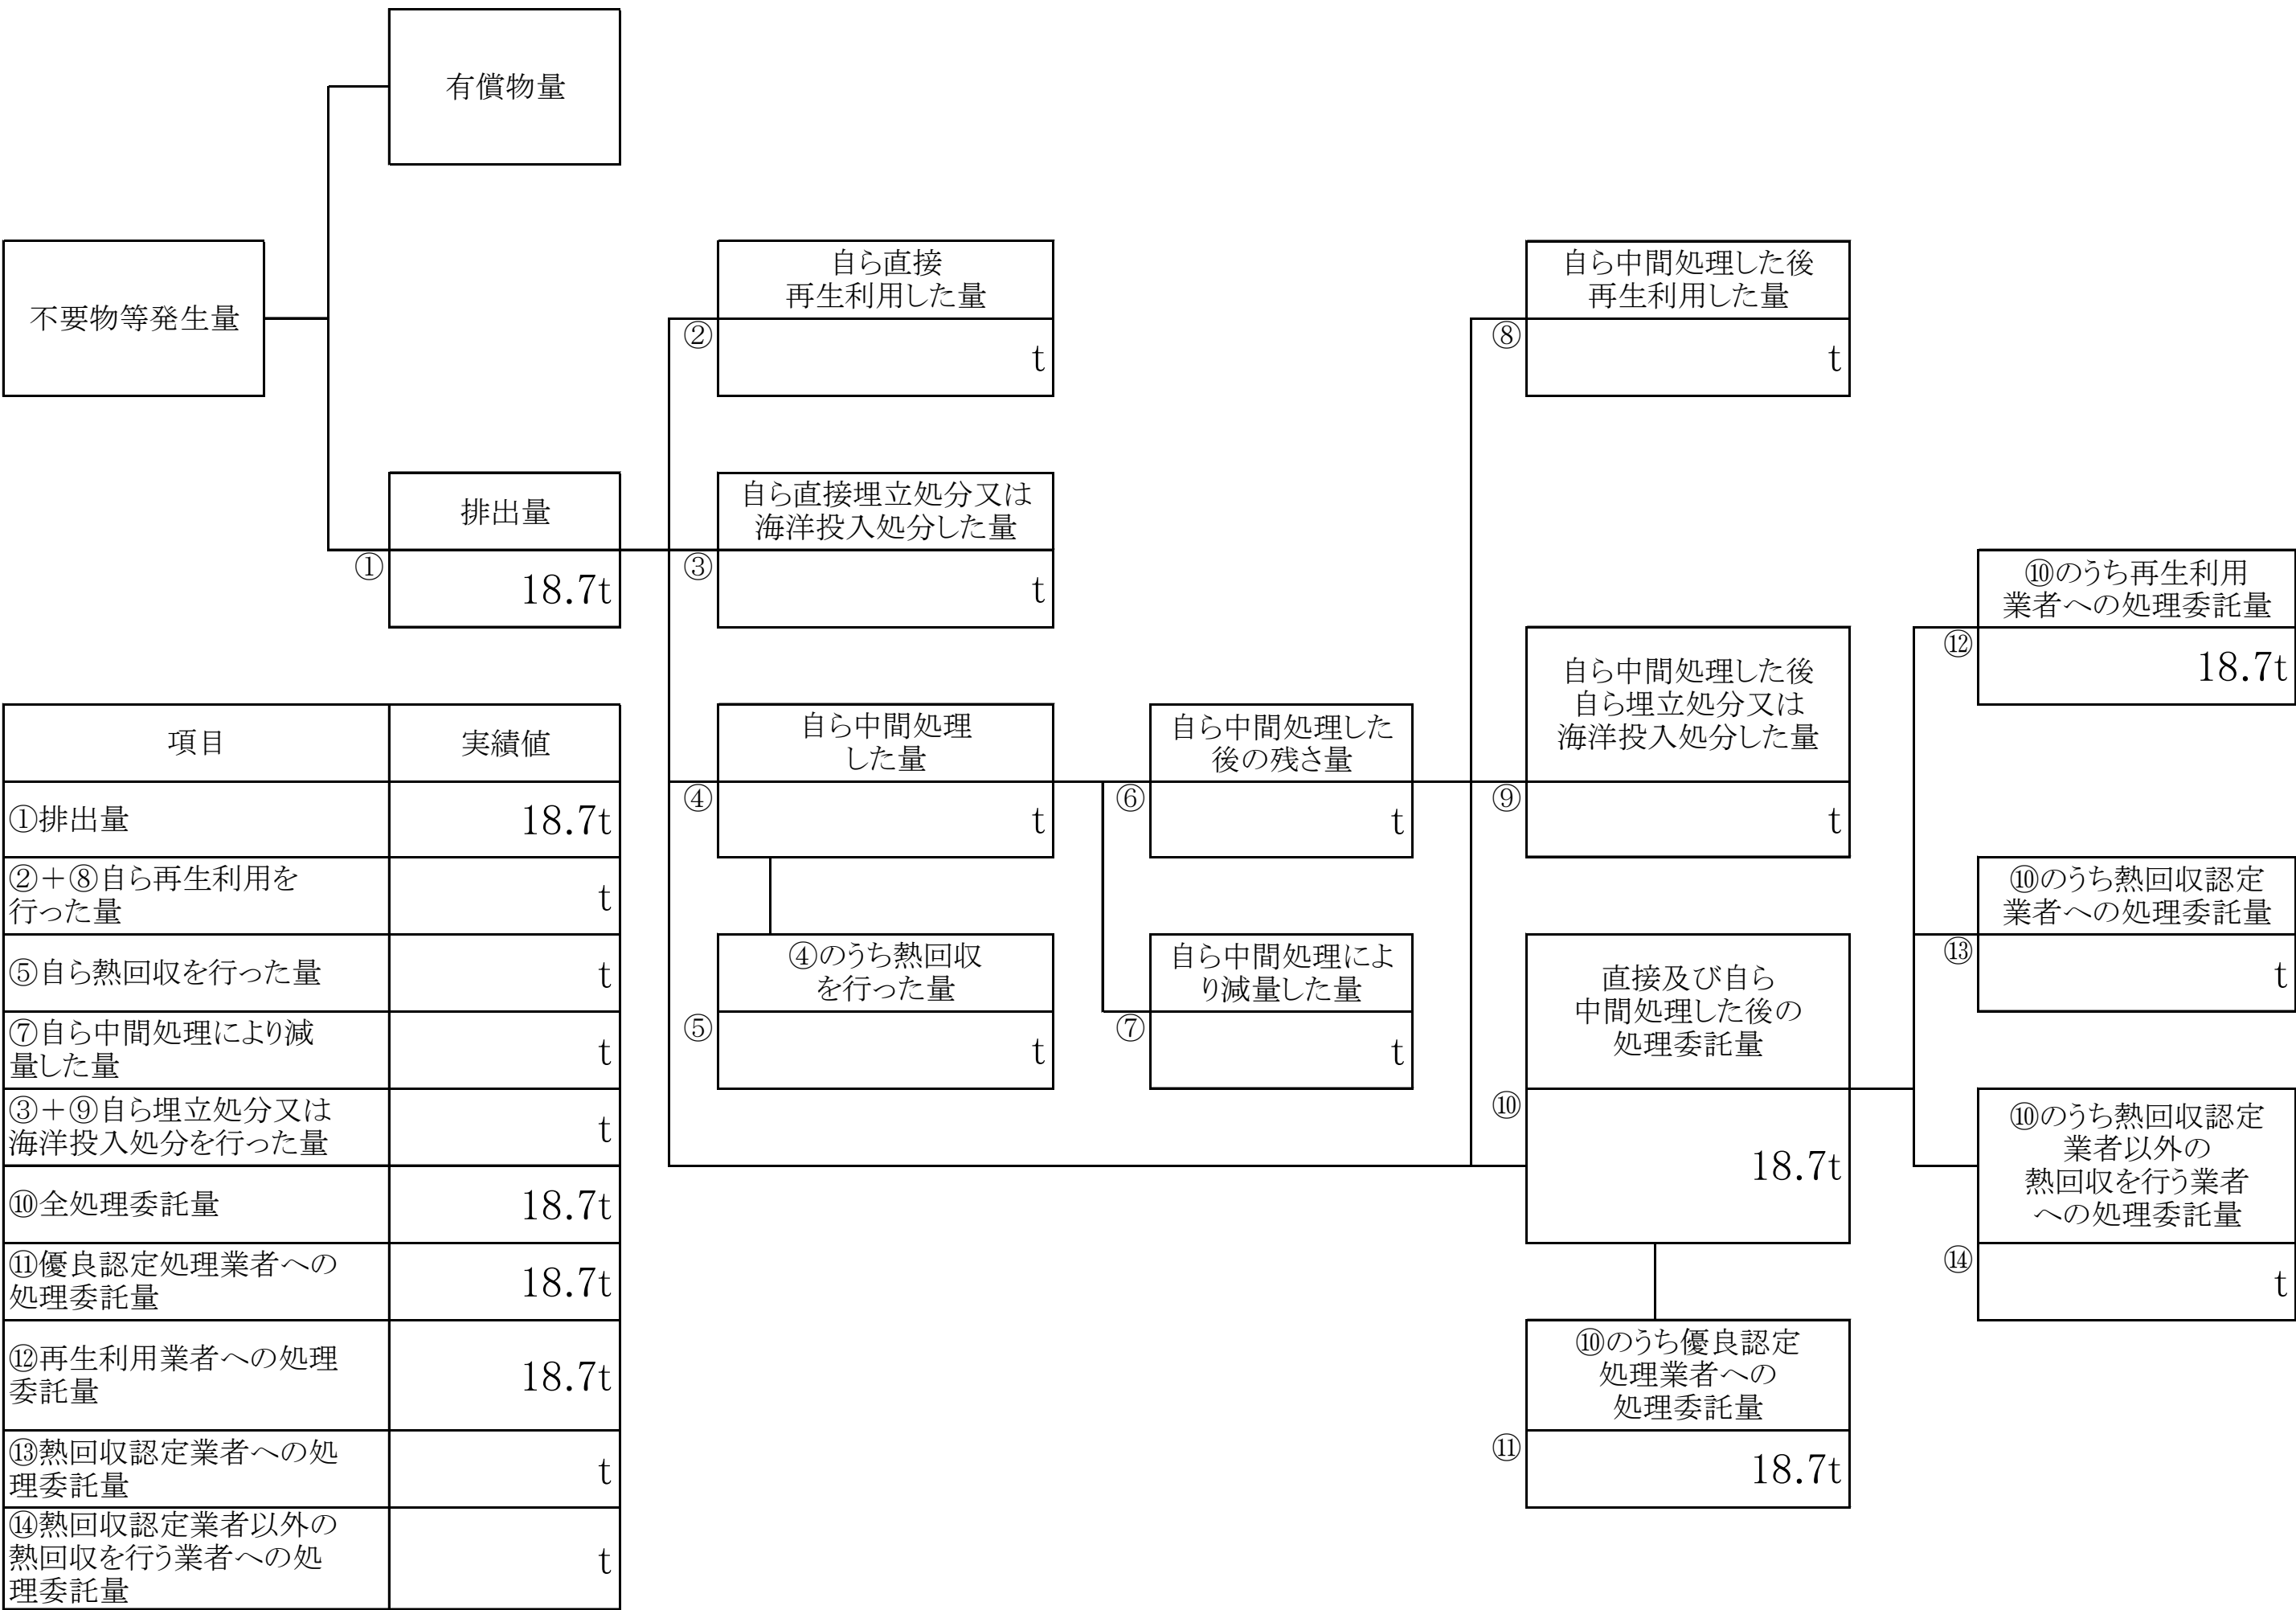 有償物量
不要物等発生量
排出量
①
18.7t
自ら直接
再生利用した量
②
t
自ら直接埋立処分又は
海洋投入処分した量
③
t
自ら中間処理
した量
④
t
④のうち熱回収
を行った量
⑤
t
自ら中間処理した
後の残さ量
⑥
t
自ら中間処理によ
り減量した量
⑦
t
自ら中間処理した後
再生利用した量
⑧
t
自ら中間処理した後
自ら埋立処分又は
海洋投入処分した量
⑨
t
直接及び自ら
中間処理した後の
処理委託量
⑩
18.7t
⑩のうち優良認定
処理業者への
処理委託量
⑪
18.7t
⑩のうち再生利用
業者への処理委託量
⑫
18.7t
⑩のうち熱回収認定
業者への処理委託量
⑬
t
⑩のうち熱回収認定
業者以外の
熱回収を行う業者
への処理委託量
⑭
t
項目 実績値
①排出量 18.7t
②＋⑧自ら再生利用を
行った量 t
⑤自ら熱回収を行った量 t
⑦自ら中間処理により減
量した量 t
③＋⑨自ら埋立処分又は
海洋投入処分を行った量 t
⑩全処理委託量 18.7t
⑪優良認定処理業者への
処理委託量 18.7t
⑫再生利用業者への処理
委託量 18.7t
⑬熱回収認定業者への処
理委託量 t
⑭熱回収認定業者以外の
熱回収を行う業者への処
理委託量 t